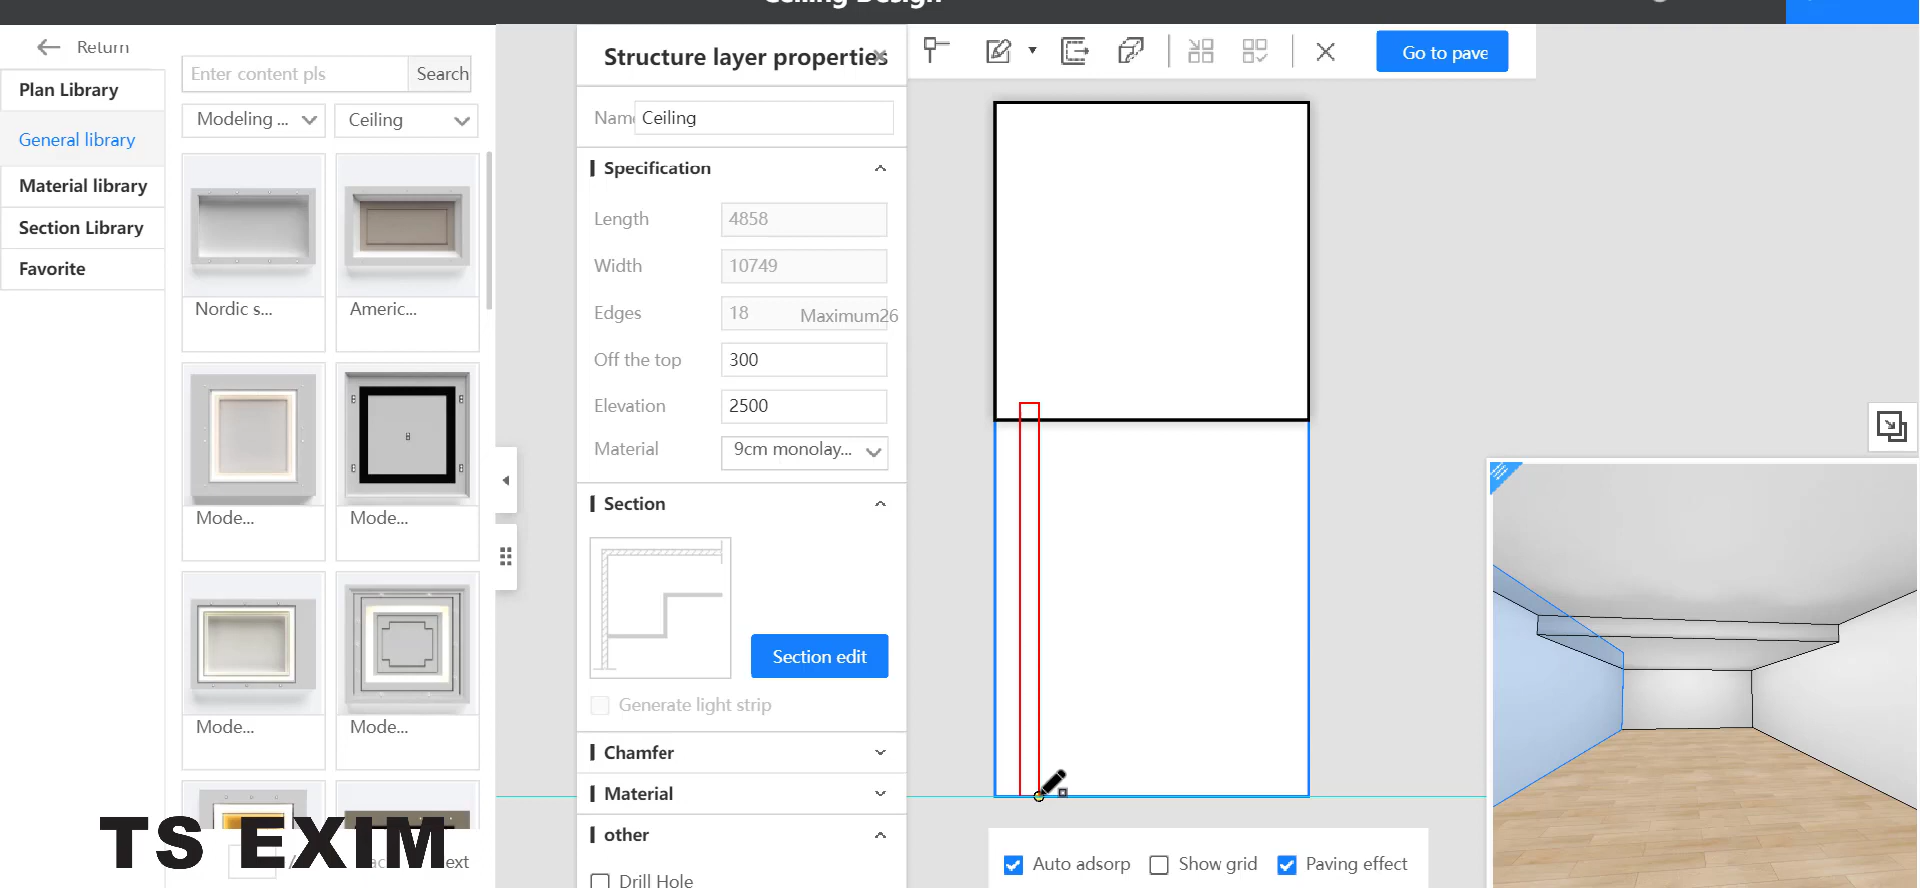 Ceiling Design
Return
Enter content pls
Search
Plan Library
General library
Material library
Section Library
Favorite
Modeling ...
Ceiling
Nordic s...
Americ...
Mode...
Mode...
Mode...
Mode...
TS EXIM
ext
Structure layer properties
Name
Ceiling
Specification
Length
4858
Width
10749
Edges
18
Maximum26
Off the top
300
Elevation
2500
Material
9cm monolay...
Section
Section edit
Generate light strip
Chamfer
Material
other
Drill Hole
Go to pave
Auto adsorp
Show grid
Paving effect